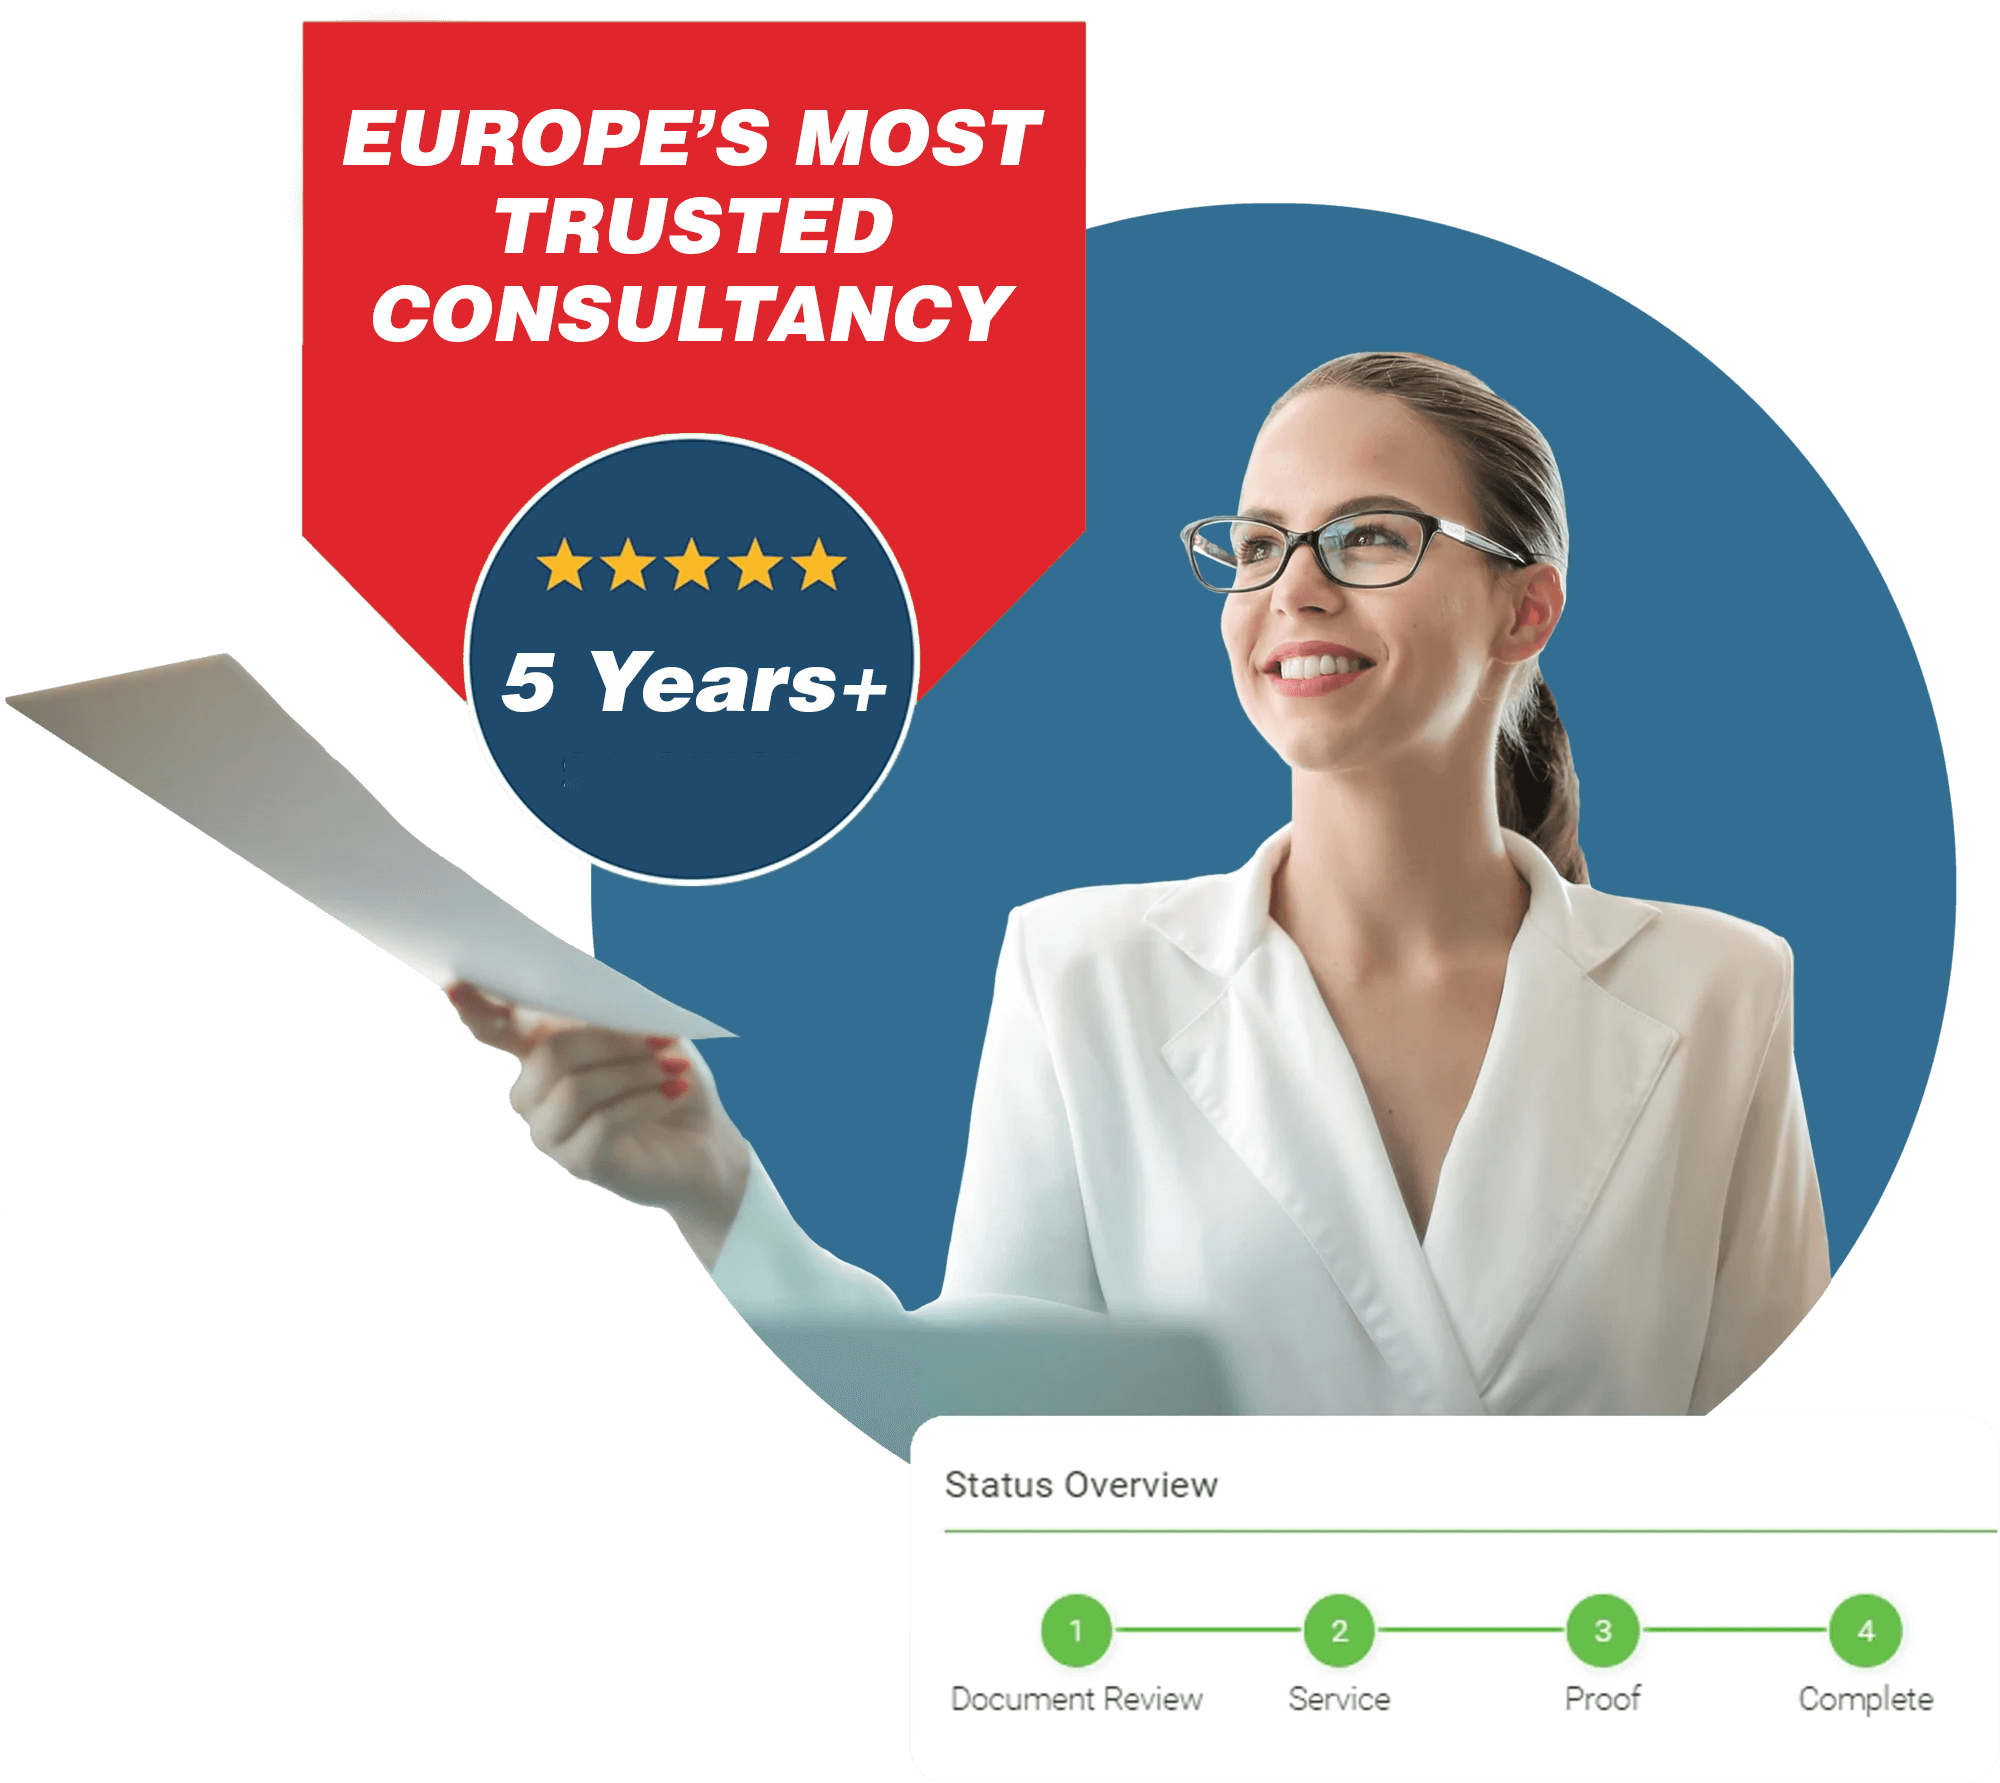 EUROPE’S MOST
TRUSTED
CONSULTANCY
5 Years+
Status Overview
1
2
3
4
Document Review
Service
Proof
Complete